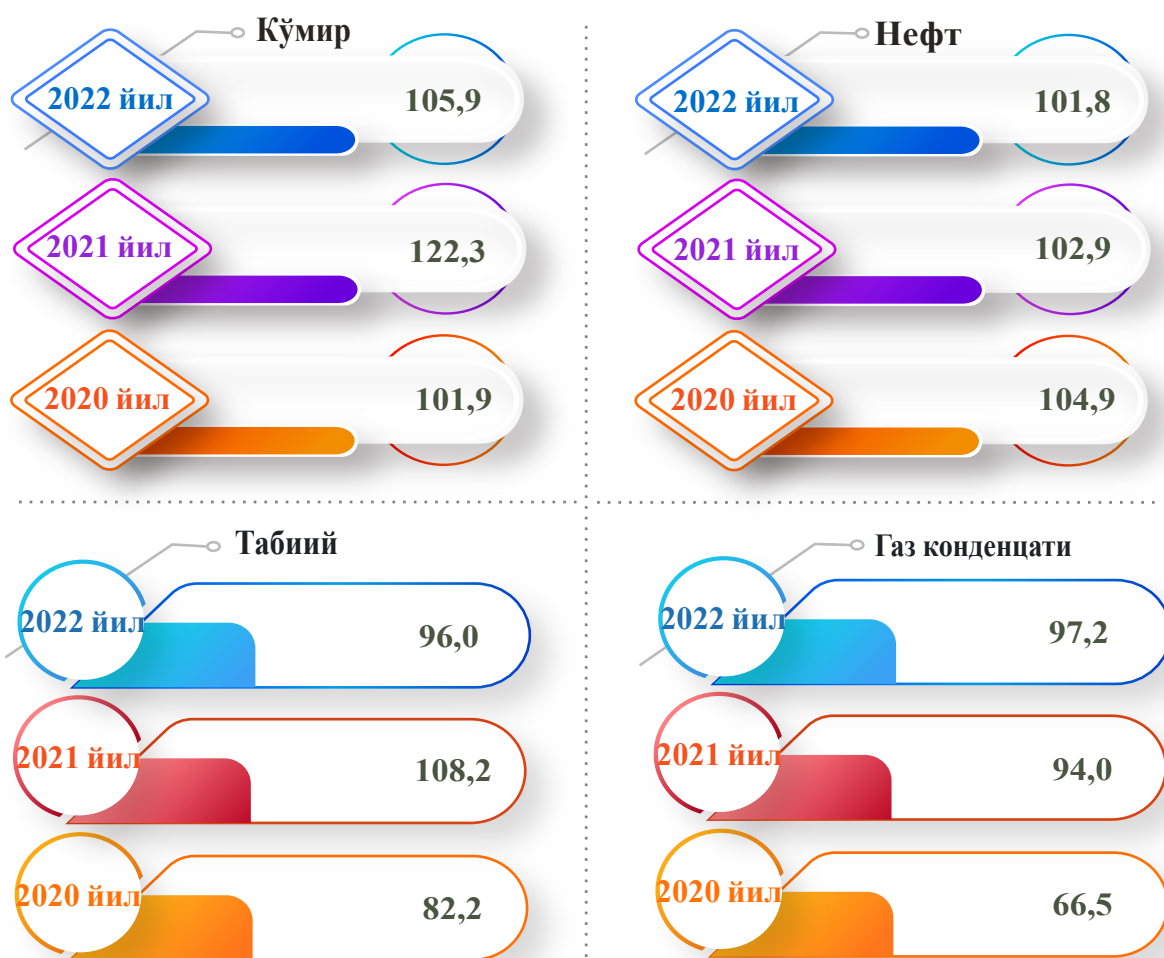 Кўмир
2022 йил
105,9
2021 йил
122,3
2020 йил
101,9
Нефт
2022 йил
101,8
2021 йил
102,9
2020 йил
104,9
Табиий
2022 йил
96,0
2021 йил
108,2
2020 йил
82,2
Газ конденцати
2022 йил
97,2
2021 йил
94,0
2020 йил
66,5